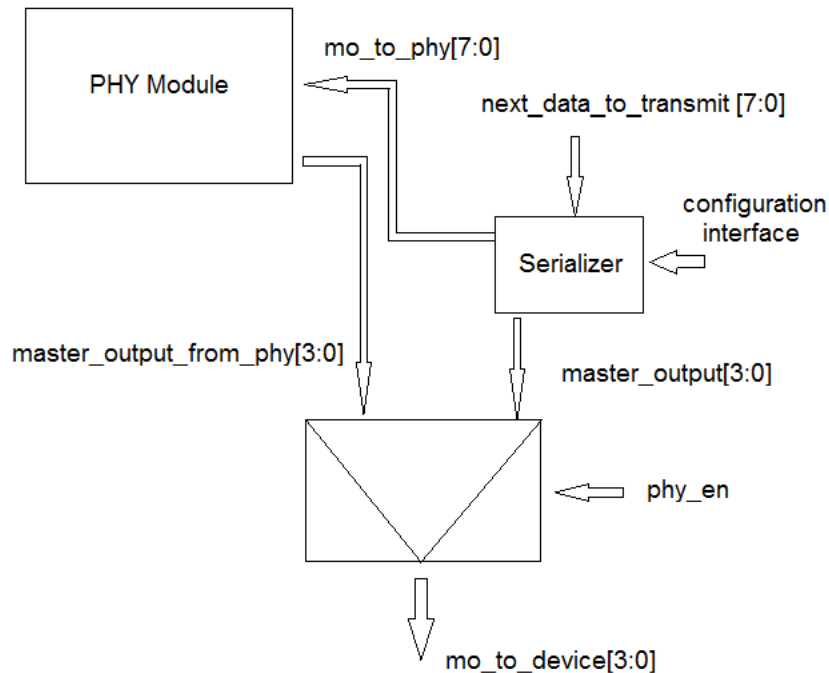 mo_to_phy[7:0]
PHY Module
next_data_to_transmit [7:0]
configuration
interface
Serializer
master_output_from_phy[3:0]
master_output[3:0]
phy_en
mo_to_device[3:0]